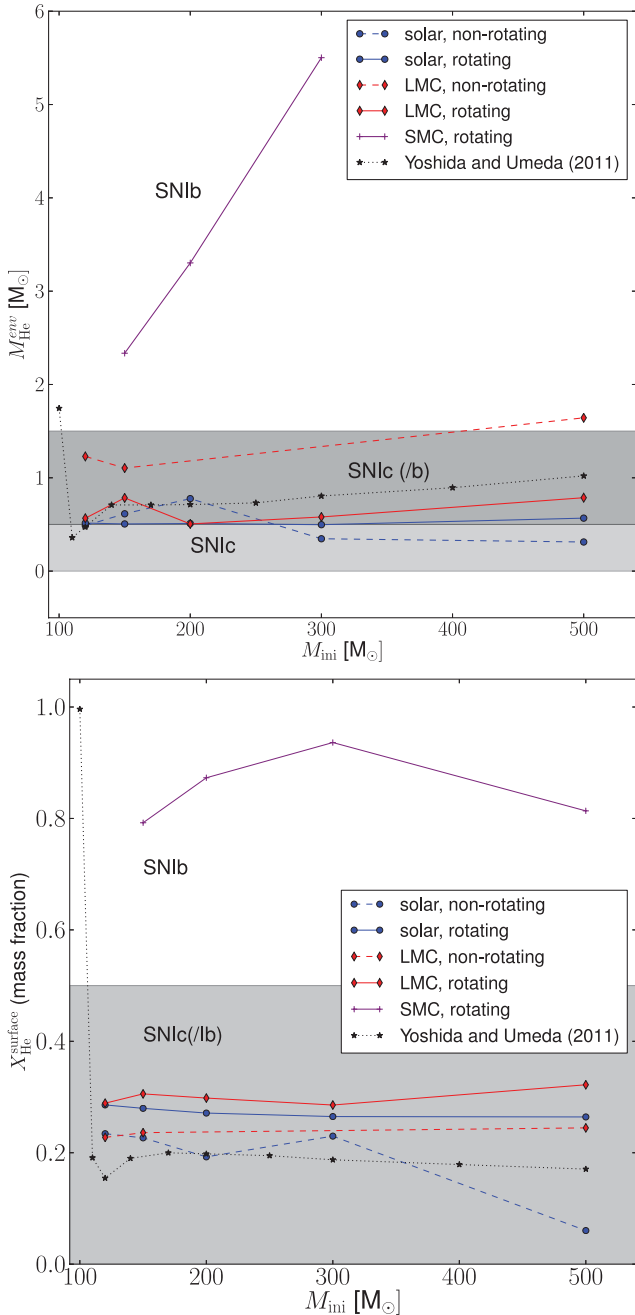 6
5
4
3
2
1
0
solar, non-rotating
solar, rotating
LMC, non-rotating
LMC, rotating
SMC, rotating
Yoshida and Umeda (2011)
SNIb
SNIc (/b)
SNIc
M_He^env [M⊙]
100 200 300 400 500
M_ini [M⊙]
1.0
0.8
0.6
0.4
0.2
0.0
SNIb
solar, non-rotating
solar, rotating
LMC, non-rotating
LMC, rotating
SMC, rotating
Yoshida and Umeda (2011)
SNIc(/Ib)
X_He^surface (mass fraction)
100 200 300 400 500
M_ini [M⊙]